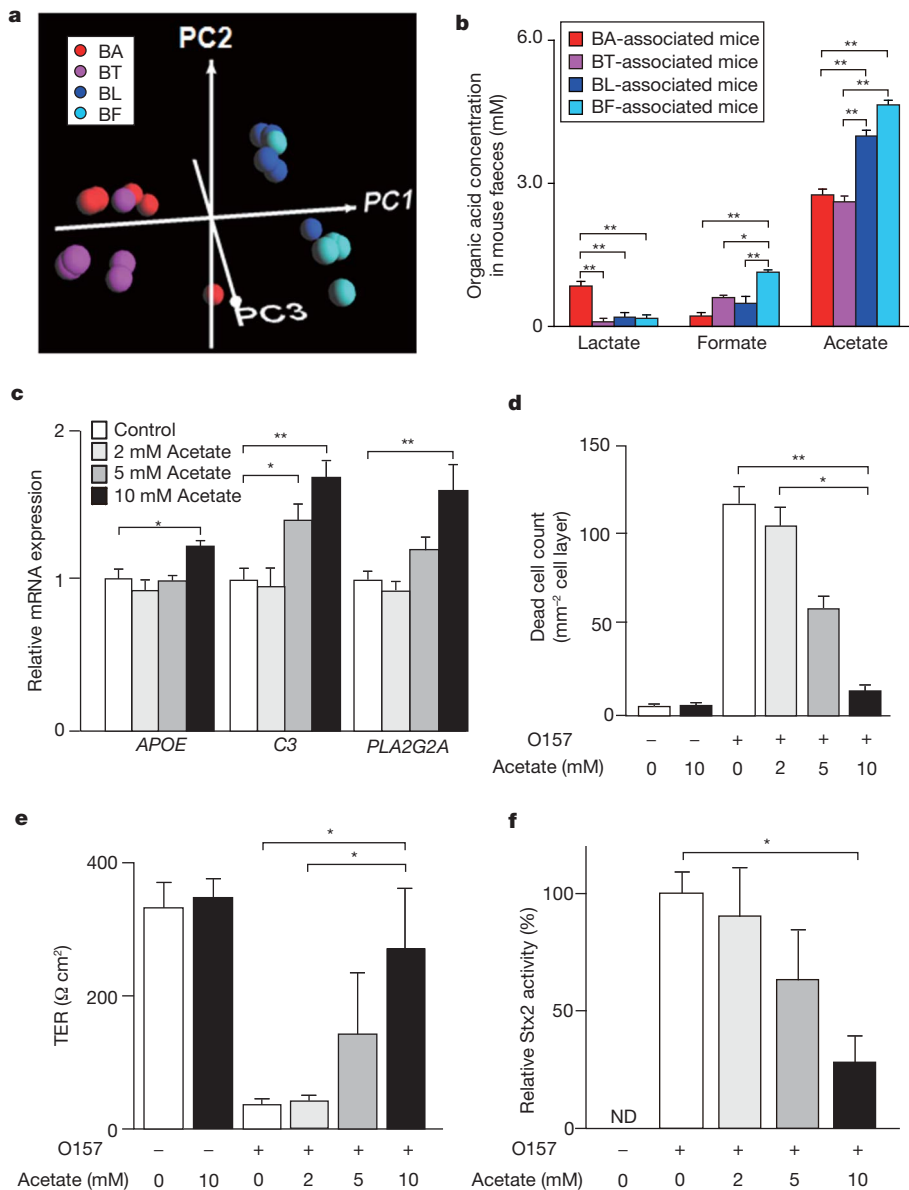 a
PC2
BA
BT
BL
BF
PC1
PC3
b
Organic acid concentration
in mouse faeces (mM)
6.0
3.0
0
BA-associated mice
BT-associated mice
BL-associated mice
BF-associated mice
**
**
**
**
*
**
**
**
**
**
Lactate Formate Acetate
c
Relative mRNA expression
2
1
0
Control
2 mM Acetate
5 mM Acetate
10 mM Acetate
*
**
*
**
APOE C3 PLA2G2A
d
Dead cell count
(mm–2 cell layer)
150
100
50
0
**
*
O157 – – + + + +
Acetate (mM) 0 10 0 2 5 10
e
TER (Ω cm2)
400
200
0
*
*
O157 – – + + + +
Acetate (mM) 0 10 0 2 5 10
f
Relative Stx2 activity (%)
100
50
0
*
ND
O157 – + + + +
Acetate (mM) 0 0 2 5 10